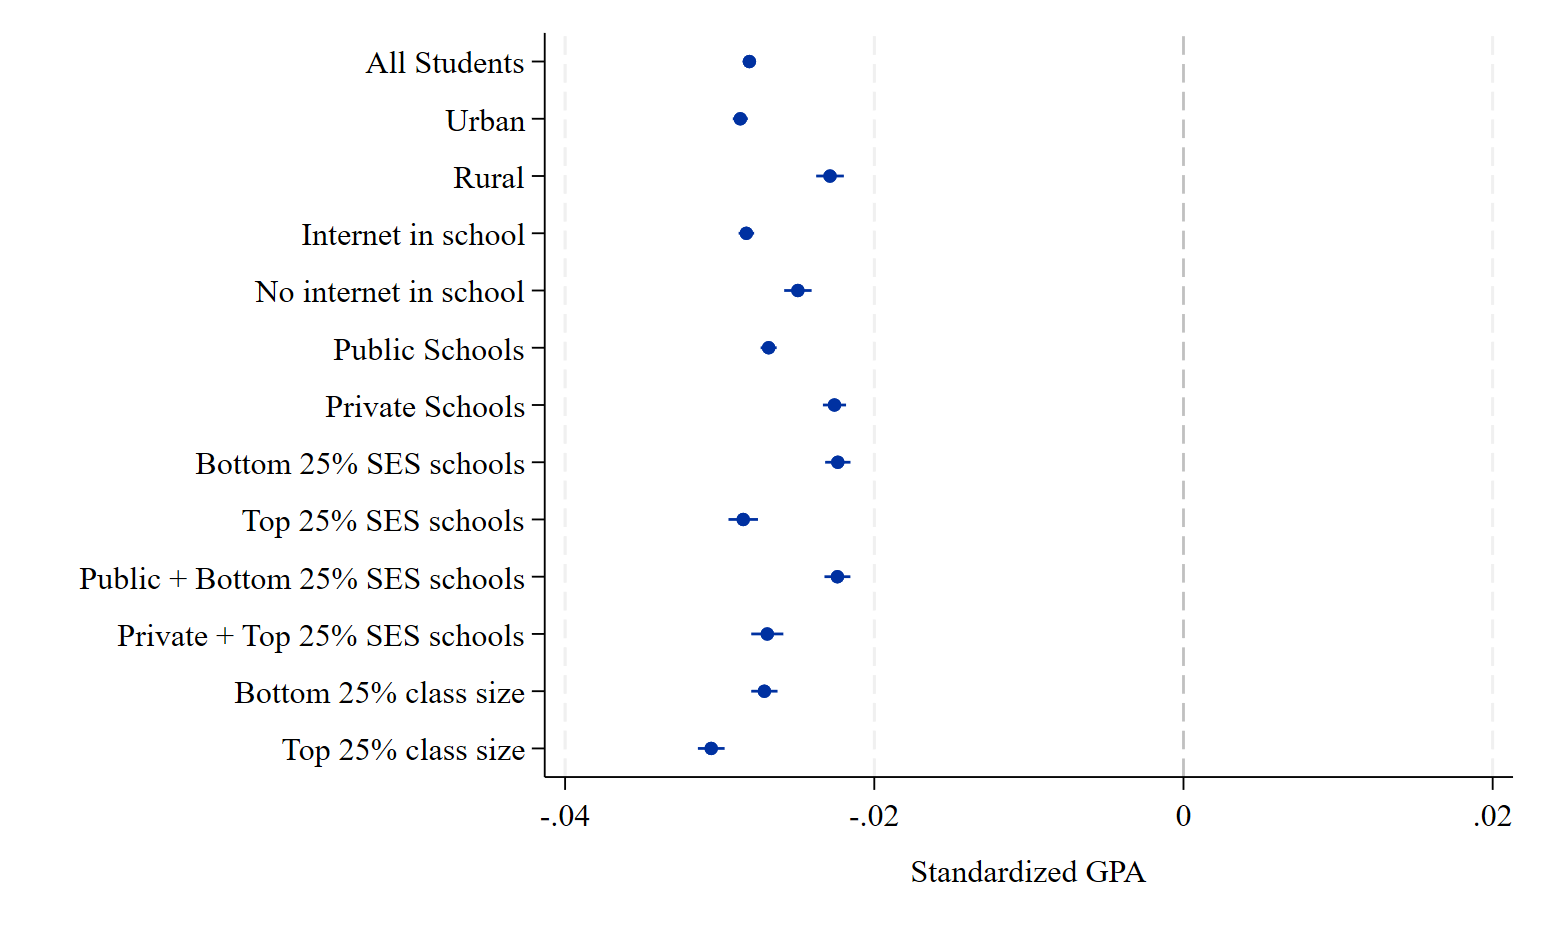 All Students
Urban
Rural
Internet in school
No internet in school
Public Schools
Private Schools
Bottom 25% SES schools
Top 25% SES schools
Public + Bottom 25% SES schools
Private + Top 25% SES schools
Bottom 25% class size
Top 25% class size
-.04 -.02 0 .02
Standardized GPA